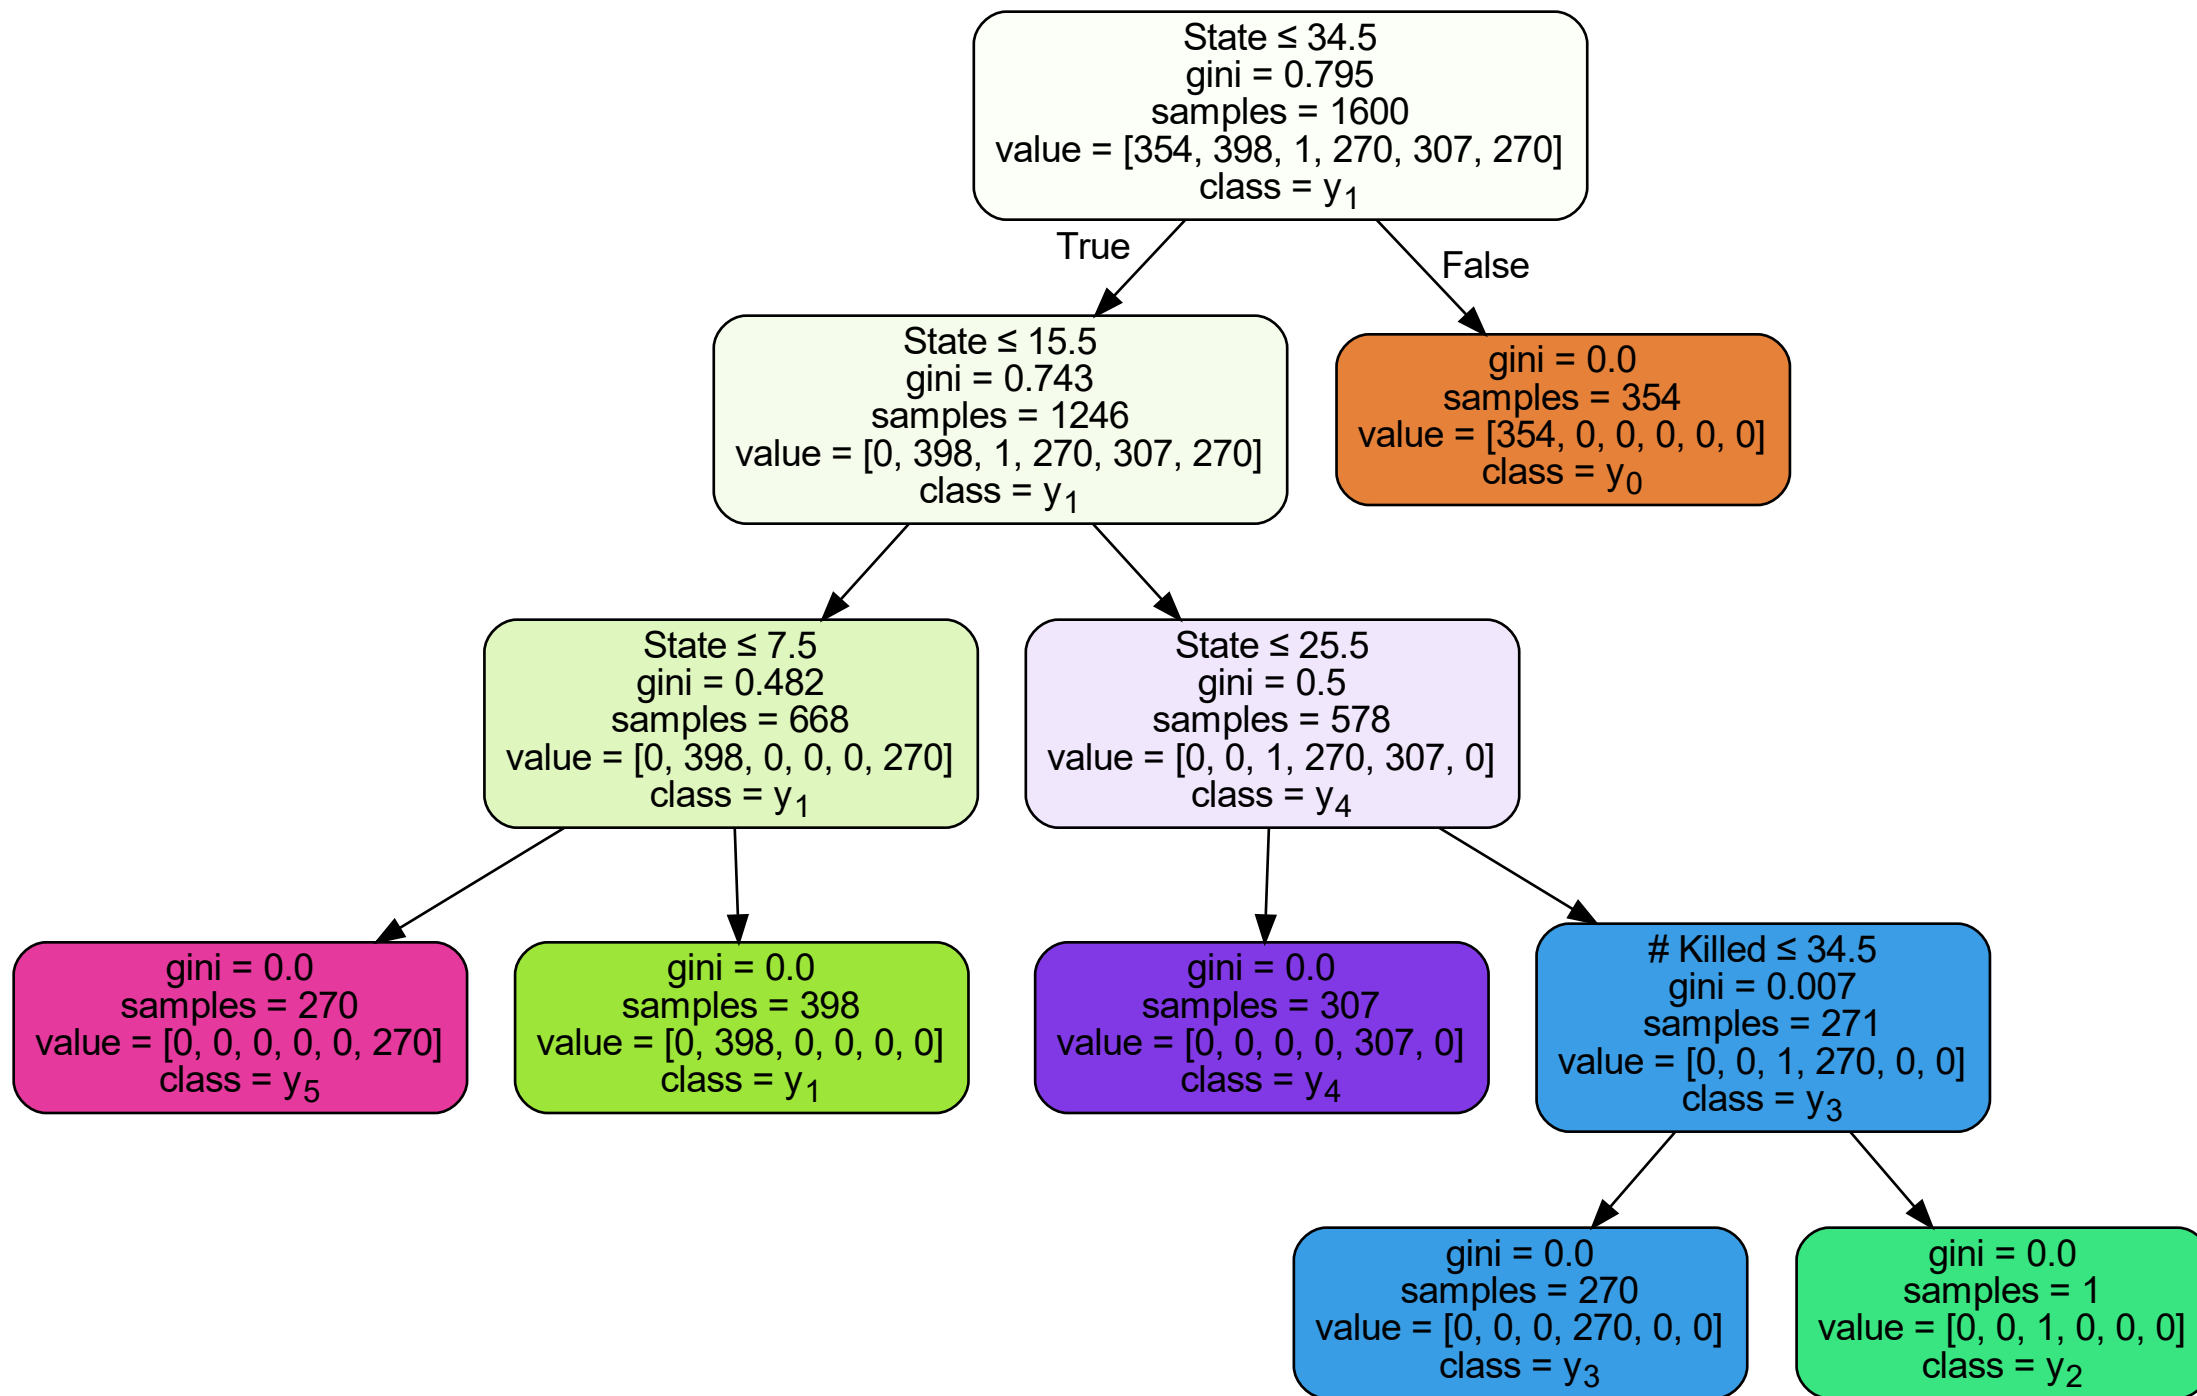 State ≤ 34.5
gini = 0.795
samples = 1600
value = [354, 398, 1, 270, 307, 270]
class = y1
True
False
State ≤ 15.5
gini = 0.743
samples = 1246
value = [0, 398, 1, 270, 307, 270]
class = y1
gini = 0.0
samples = 354
value = [354, 0, 0, 0, 0, 0]
class = y0
State ≤ 7.5
gini = 0.482
samples = 668
value = [0, 398, 0, 0, 0, 270]
class = y1
State ≤ 25.5
gini = 0.5
samples = 578
value = [0, 0, 1, 270, 307, 0]
class = y4
gini = 0.0
samples = 270
value = [0, 0, 0, 0, 0, 270]
class = y5
gini = 0.0
samples = 398
value = [0, 398, 0, 0, 0, 0]
class = y1
gini = 0.0
samples = 307
value = [0, 0, 0, 0, 307, 0]
class = y4
# Killed ≤ 34.5
gini = 0.007
samples = 271
value = [0, 0, 1, 270, 0, 0]
class = y3
gini = 0.0
samples = 270
value = [0, 0, 0, 270, 0, 0]
class = y3
gini = 0.0
samples = 1
value = [0, 0, 1, 0, 0, 0]
class = y2